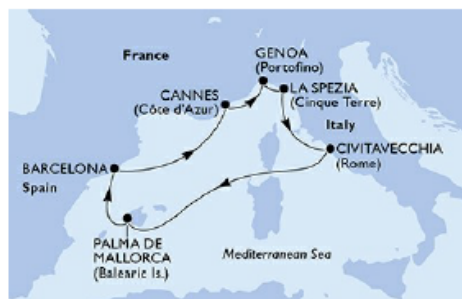 France
GENOA
(Portofino)
CANNES
(Côte d'Azur)
LA SPEZIA
(Cinque Terre)
Italy
CIVITAVECCHIA
(Rome)
BARCELONA
Spain
PALMA DE
MALLORCA
(Balearic Is.)
Mediterranean Sea